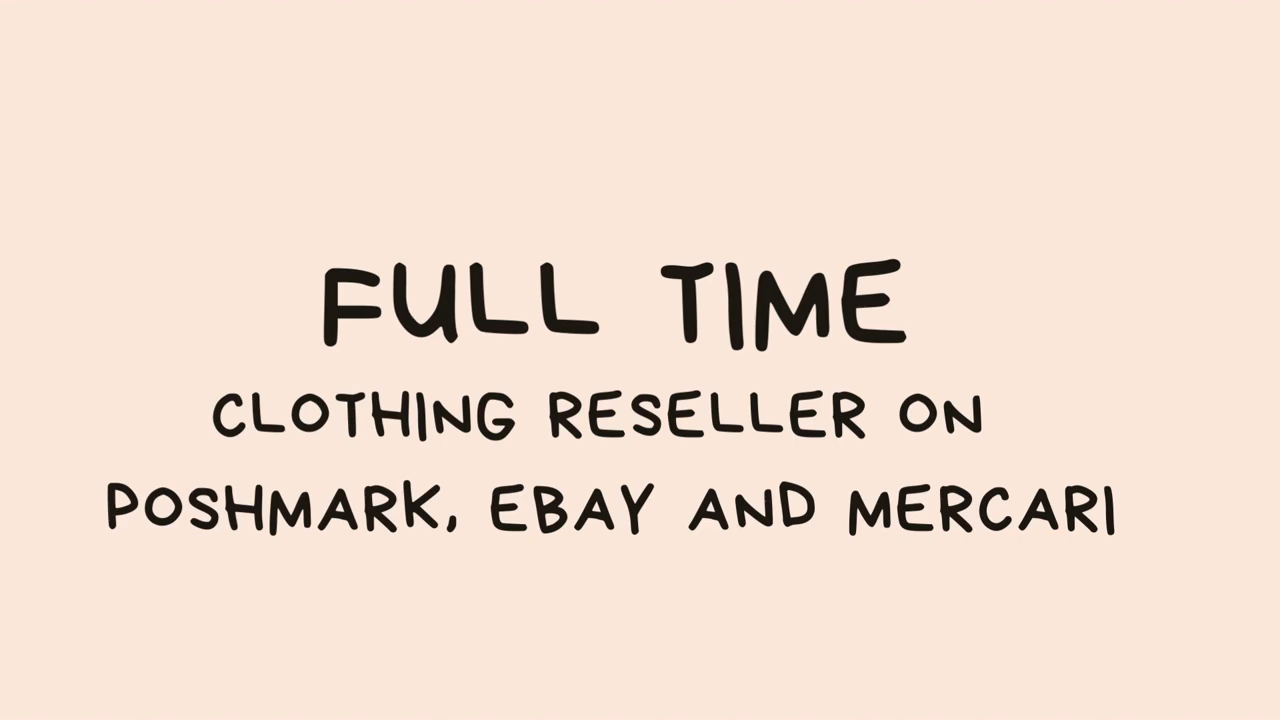 FULL TIME
CLOTHING RESELLER ON
POSHMARK, EBAY AND MERCARI